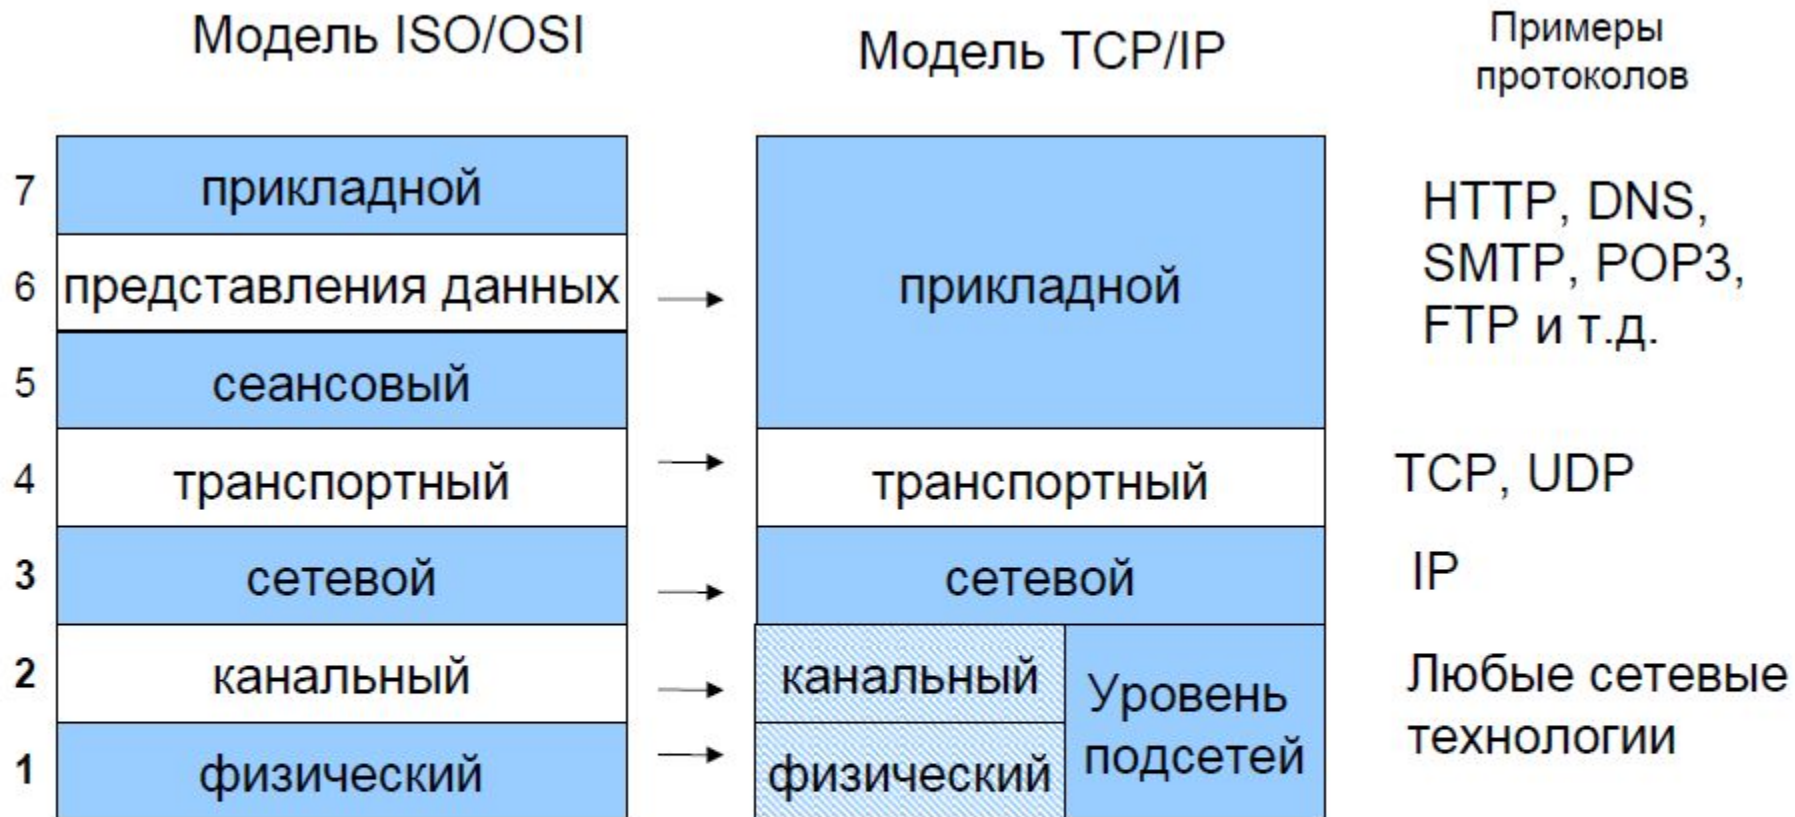 Модель ISO/OSI
Модель TCP/IP
Примеры
протоколов
7
прикладной
6
представления данных
5
сеансовый
4
транспортный
3
сетевой
2
канальный
1
физический
прикладной
транспортный
сетевой
канальный
физический
Уровень
подсетей
HTTP, DNS,
SMTP, POP3,
FTP и т.д.
TCP, UDP
IP
Любые сетевые
технологии